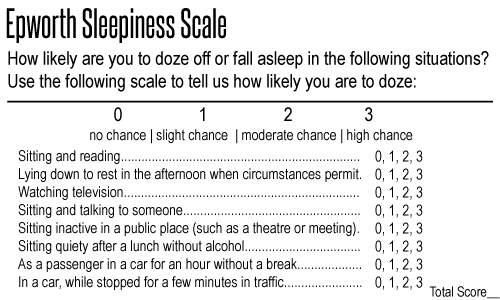 Epworth Sleepiness Scale
How likely are you to doze off or fall asleep in the following situations?
Use the following scale to tell us how likely you are to doze:
0 1 2 3
no chance | slight chance | moderate chance | high chance
Sitting and reading...................................................................... 0, 1, 2, 3
Lying down to rest in the afternoon when circumstances permit. 0, 1, 2, 3
Watching television..................................................................... 0, 1, 2, 3
Sitting and talking to someone.................................................... 0, 1, 2, 3
Sitting inactive in a public place (such as a theatre or meeting). 0, 1, 2, 3
Sitting quiety after a lunch without alcohol.................................. 0, 1, 2, 3
As a passenger in a car for an hour without a break................... 0, 1, 2, 3
In a car, while stopped for a few minutes in traffic....................... 0, 1, 2, 3
Total Score__